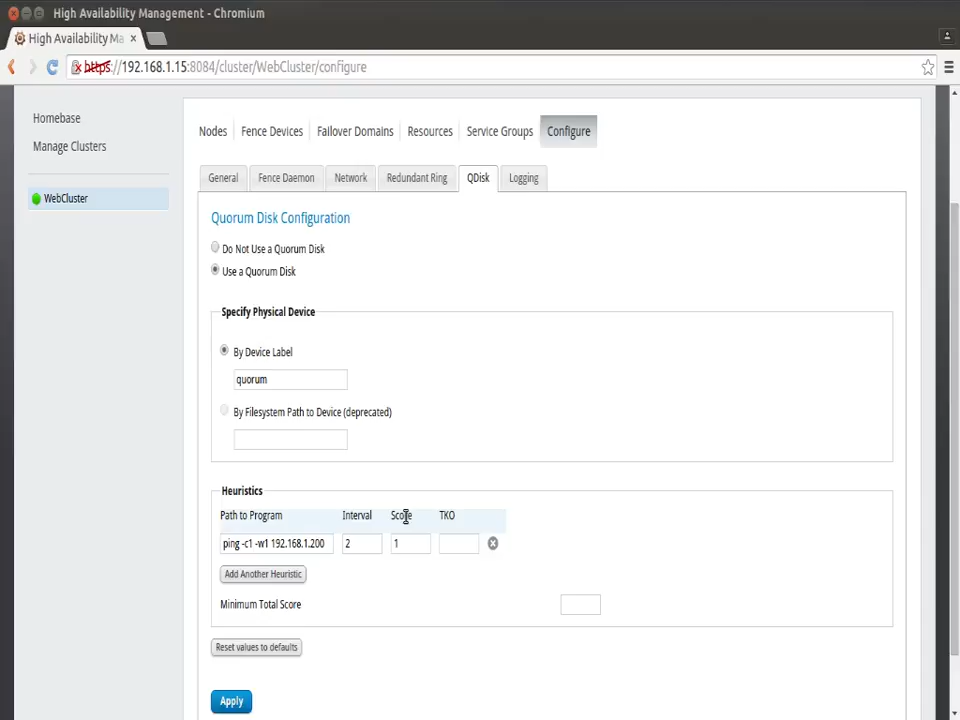 High Availability Management - Chromium
High Availability Ma
https://192.168.1.15:8084/cluster/WebCluster/configure
Homebase
Manage Clusters
WebCluster
Nodes
Fence Devices
Failover Domains
Resources
Service Groups
Configure
General
Fence Daemon
Network
Redundant Ring
QDisk
Logging
Quorum Disk Configuration
Do Not Use a Quorum Disk
Use a Quorum Disk
Specify Physical Device
By Device Label
quorum
By Filesystem Path to Device (deprecated)
Heuristics
Path to Program Interval Score TKO
ping -c1 -w1 192.168.1.200 2 1
Add Another Heuristic
Minimum Total Score
Reset values to defaults
Apply